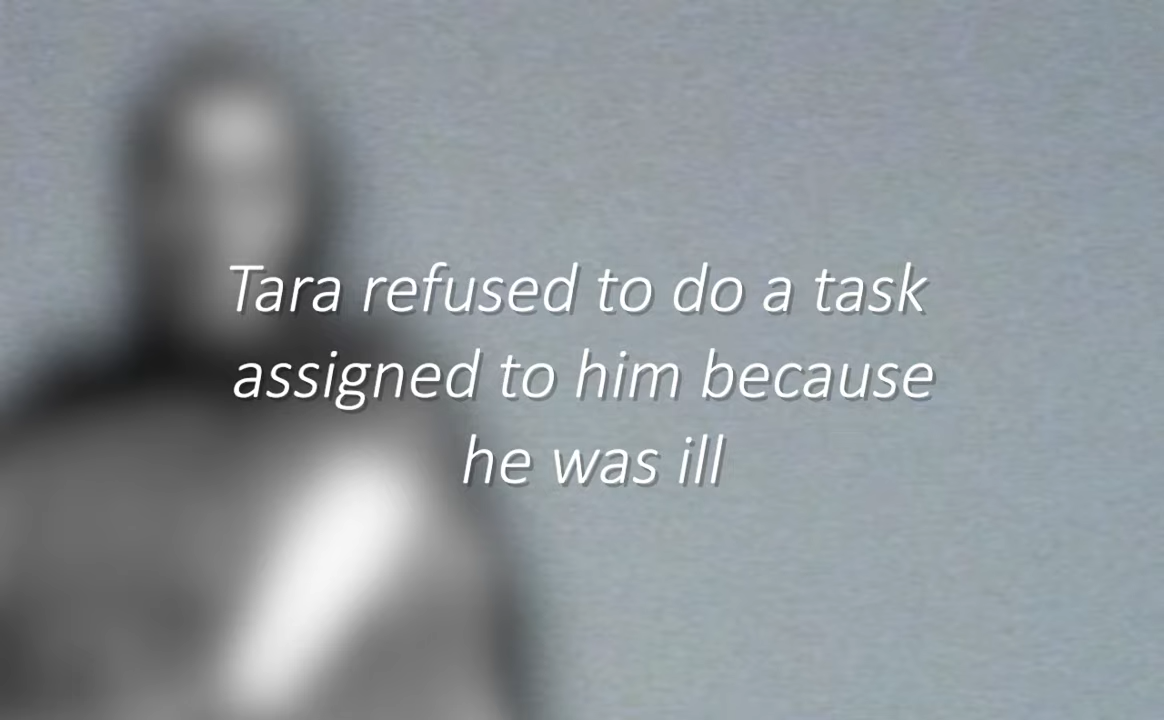 Tara refused to do a task
assigned to him because
he was ill